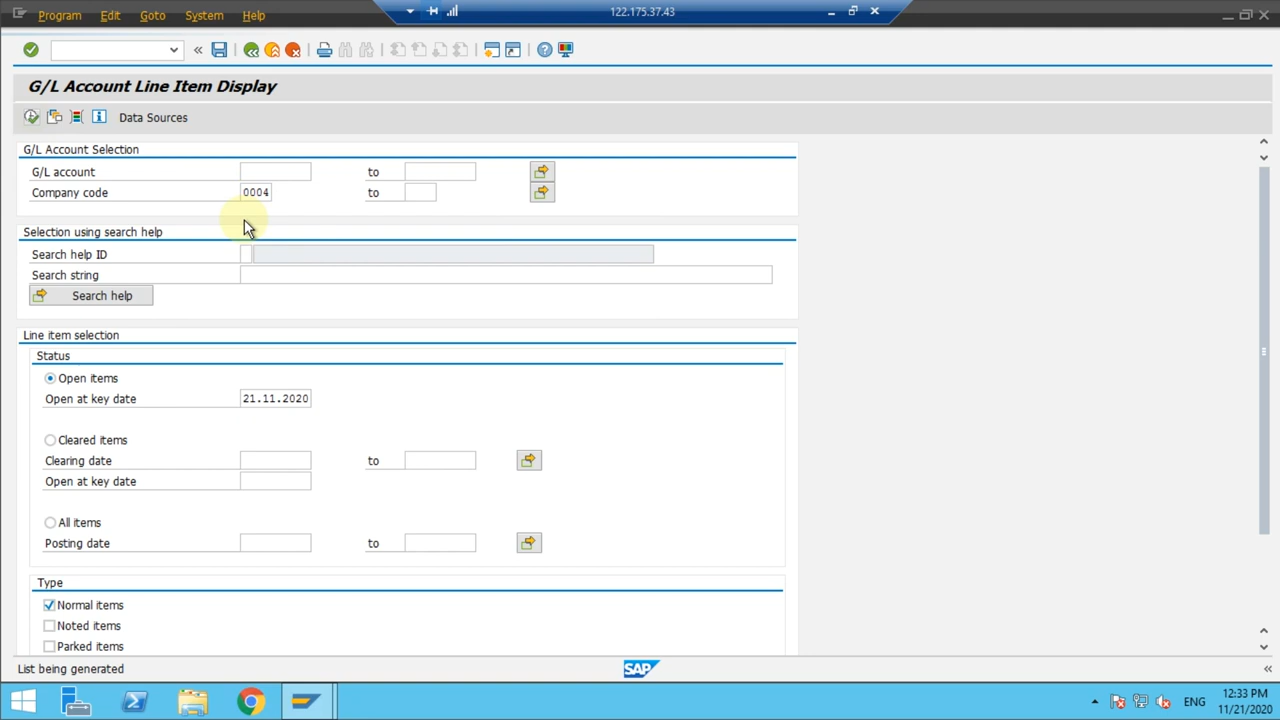 122.175.37.43
Program Edit Goto System Help
G/L Account Line Item Display
Data Sources
G/L Account Selection
G/L account to
Company code 0004 to
Selection using search help
Search help ID
Search string
Search help
Line item selection
Status
Open items
Open at key date 21.11.2020
Cleared items
Clearing date to
Open at key date
All items
Posting date to
Type
Normal items
Noted items
Parked items
List being generated SAP
ENG 12:33 PM
11/21/2020